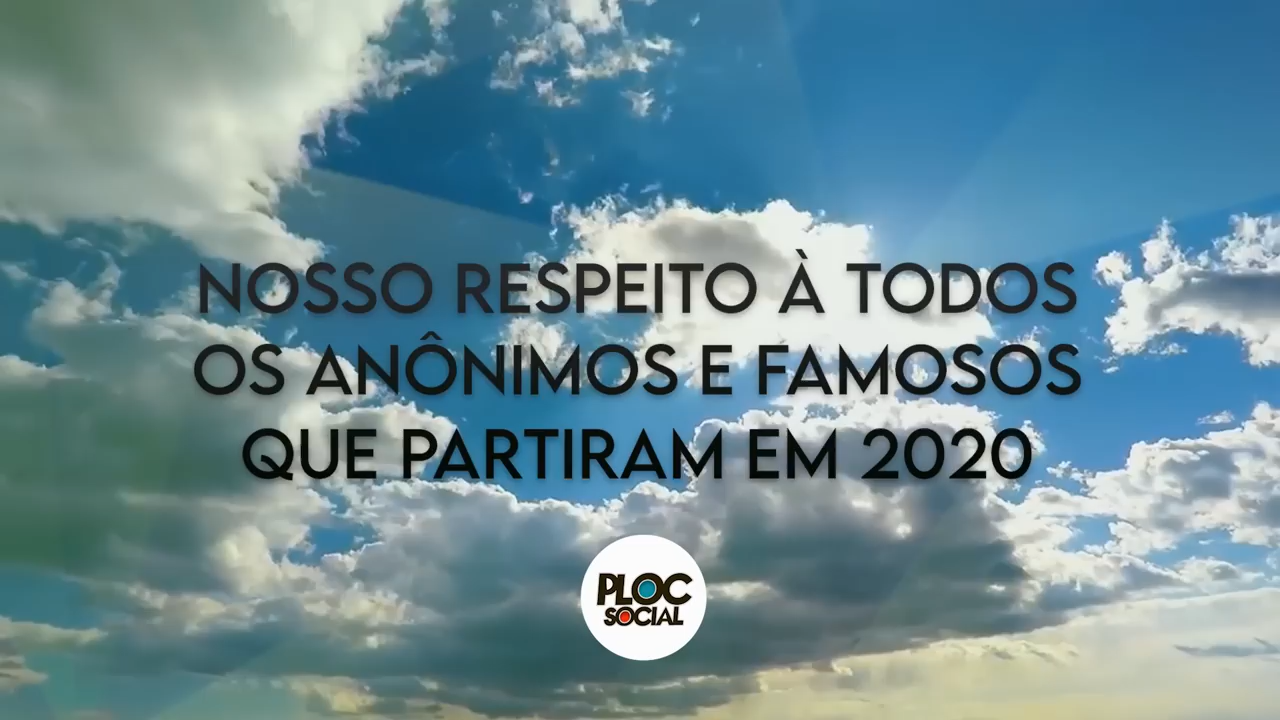 NOSSO RESPEITO À TODOS
OS ANÔNIMOS E FAMOSOS
QUE PARTIRAM EM 2020
PLOC
SOCIAL